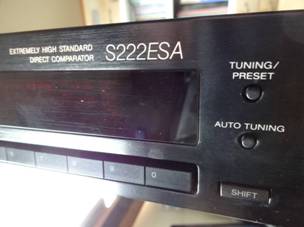 EXTREMELY HIGH STANDARD
DIRECT COMPARATOR
S222ESA
TUNING/
PRESET
AUTO TUNING
0
SHIFT